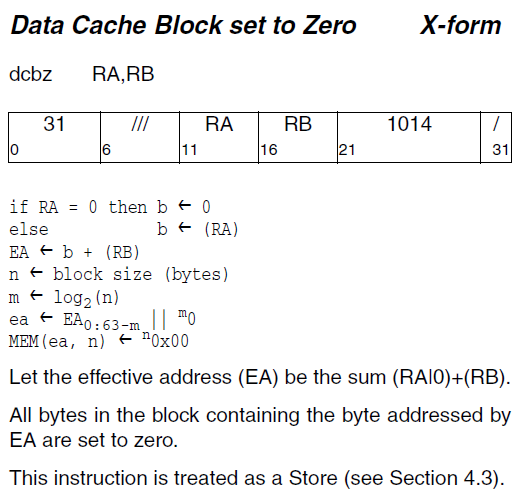 Data Cache Block set to Zero X-form
dcbz RA,RB
31 /// RA RB 1014 /
0 6 11 16 21 31
if RA = 0 then b ← 0
else b ← (RA)
EA ← b + (RB)
n ← block size (bytes)
m ← log₂(n)
ea ← EA₀:₆₃₋ₘ || ᵐ0
MEM(ea, n) ← ⁿ0x00
Let the effective address (EA) be the sum (RA|0)+(RB).
All bytes in the block containing the byte addressed by
EA are set to zero.
This instruction is treated as a Store (see Section 4.3).